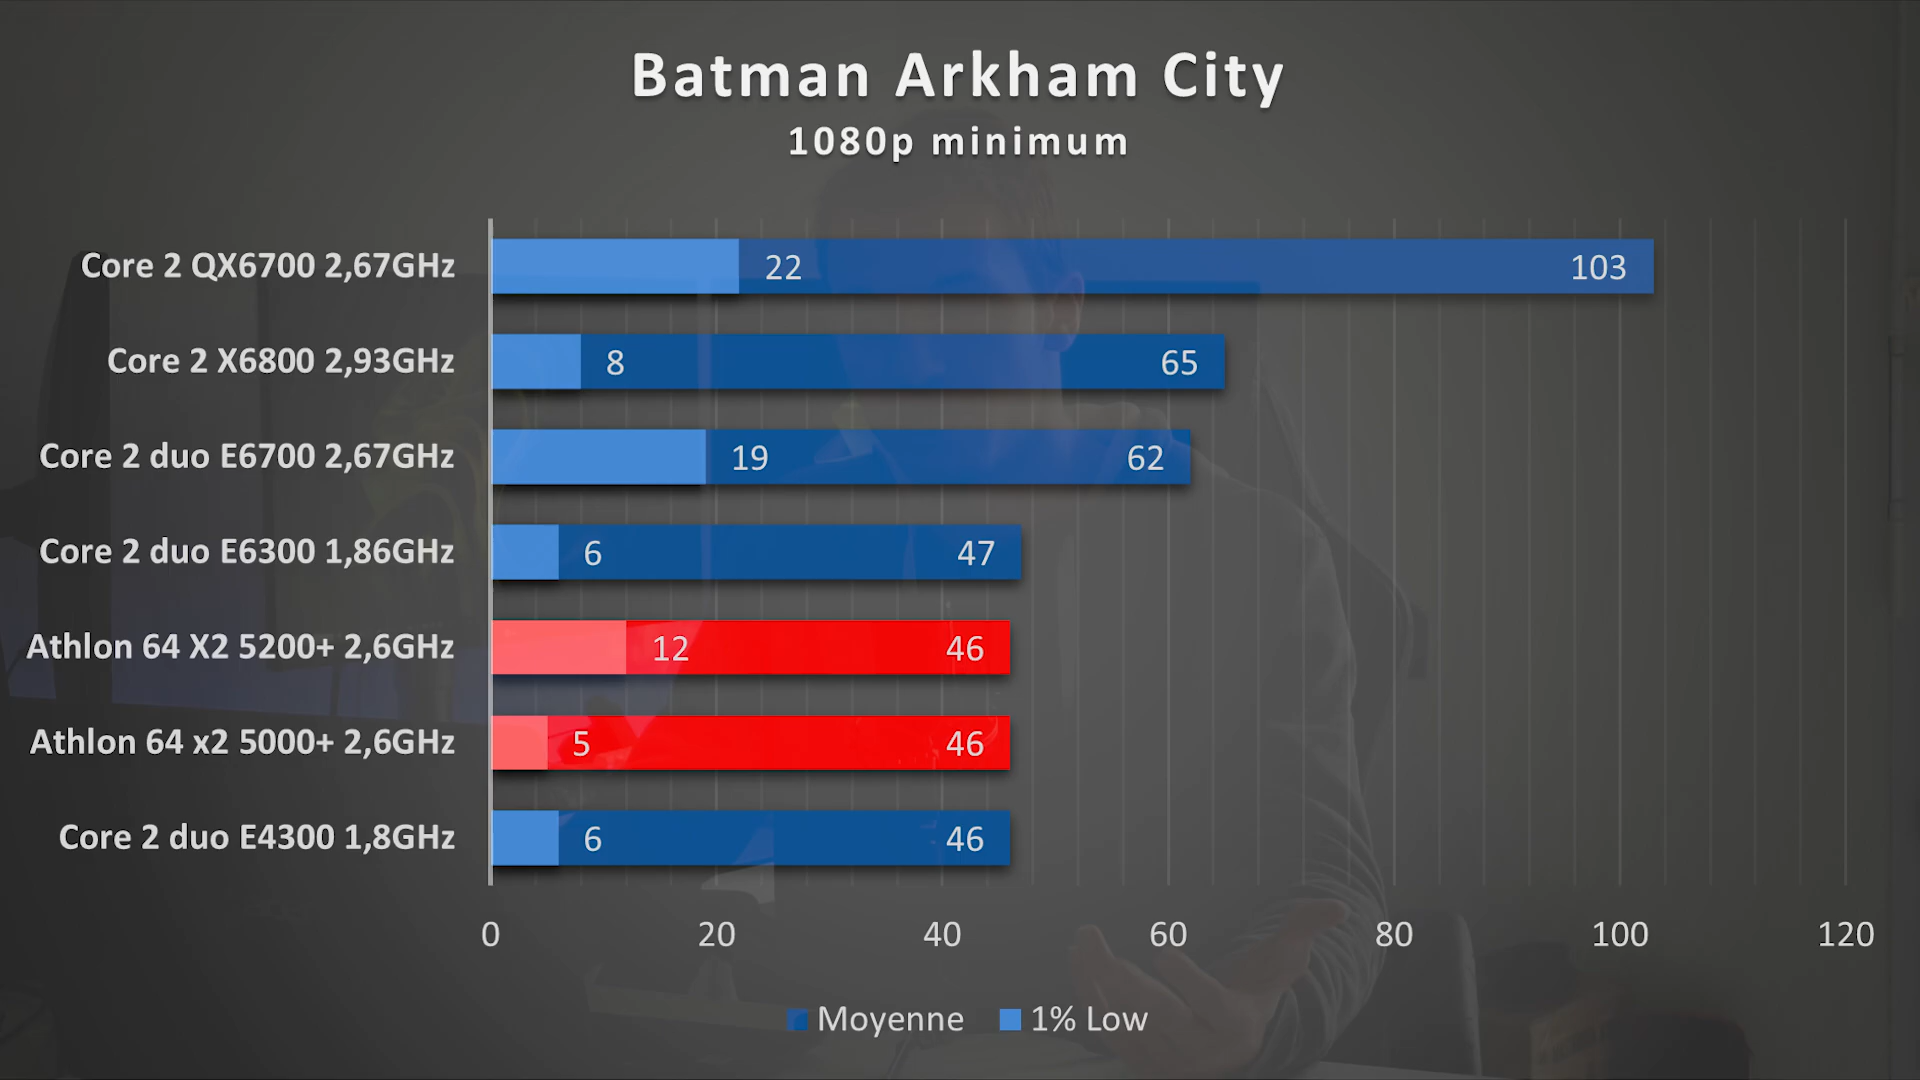 Batman Arkham City
1080p minimum
Core 2 QX6700 2,67GHz 22 103
Core 2 X6800 2,93GHz 8 65
Core 2 duo E6700 2,67GHz 19 62
Core 2 duo E6300 1,86GHz 6 47
Athlon 64 X2 5200+ 2,6GHz 12 46
Athlon 64 x2 5000+ 2,6GHz 5 46
Core 2 duo E4300 1,8GHz 6 46
0 20 40 60 80 100 120
Moyenne 1% Low